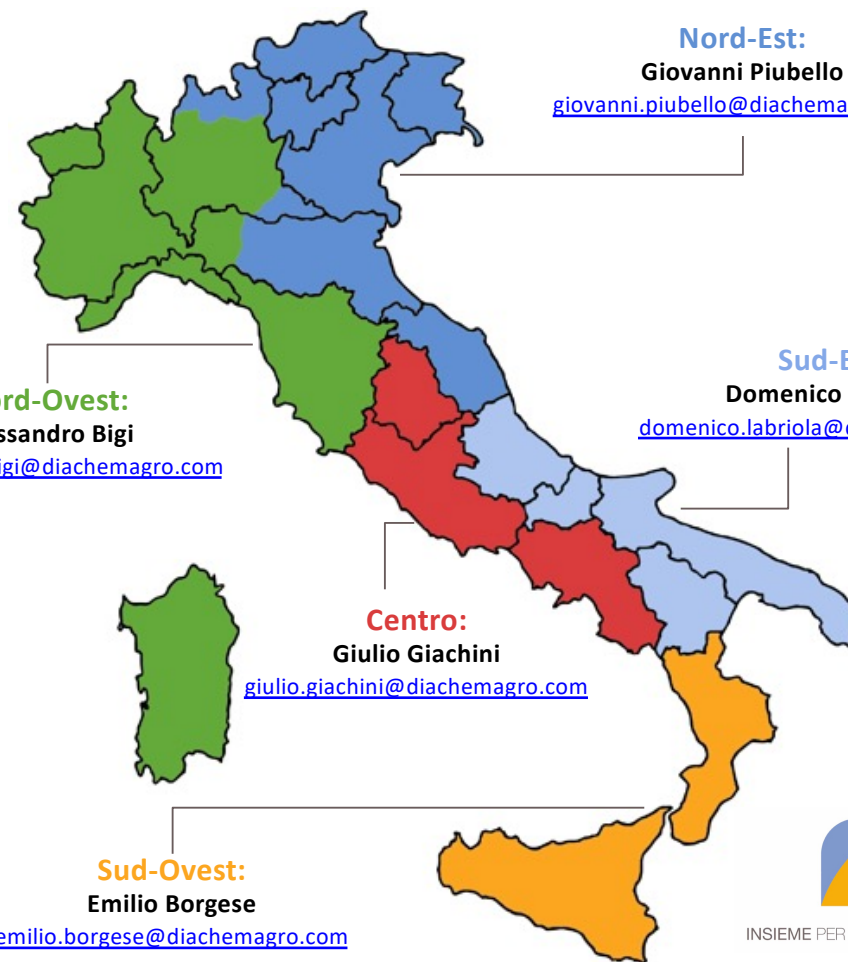 Nord-Est:
Giovanni Piubello
giovanni.piubello@diachema
Sud-E
Domenico
domenico.labriola@
rd-Ovest:
ssandro Bigi
igi@diachemagro.com
Centro:
Giulio Giachini
giulio.giachini@diachemagro.com
Sud-Ovest:
Emilio Borgese
emilio.borgese@diachemagro.com
INSIEME PER